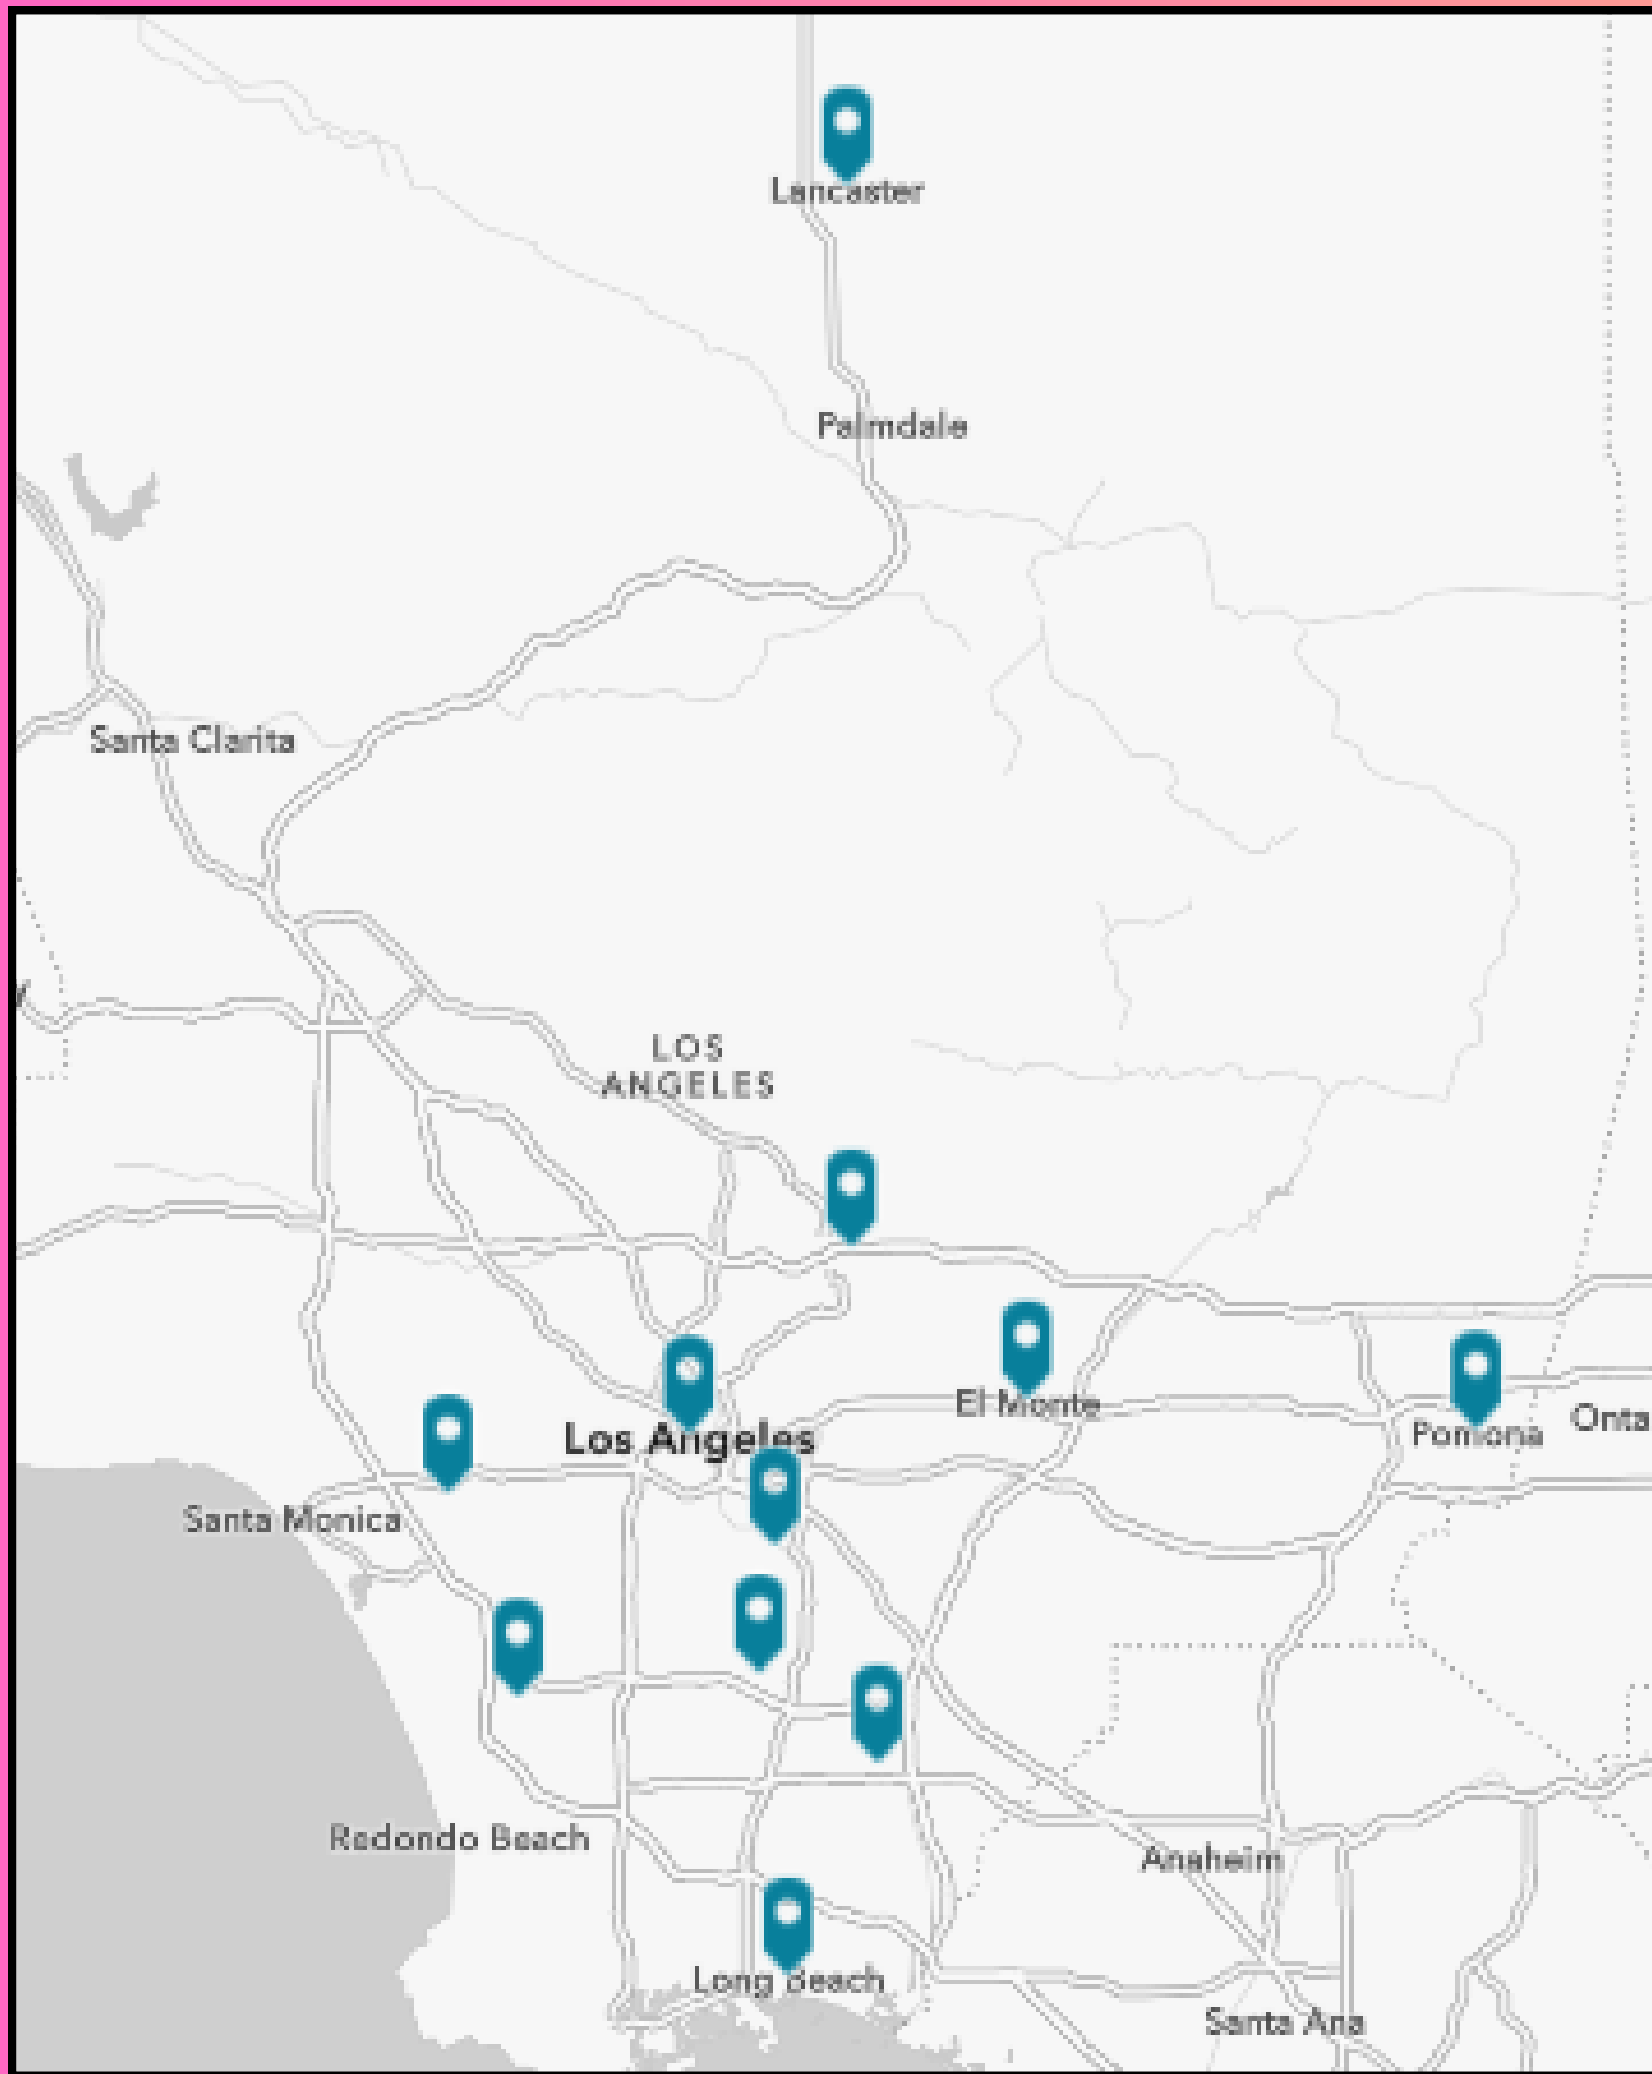 Lancaster
Palmdale
Santa Clarita
y
LOS
ANGELES
El Monte
Los Angeles
Pomona
Onta
Santa Monica
Redondo Beach
Anaheim
Long Beach
Santa Ana